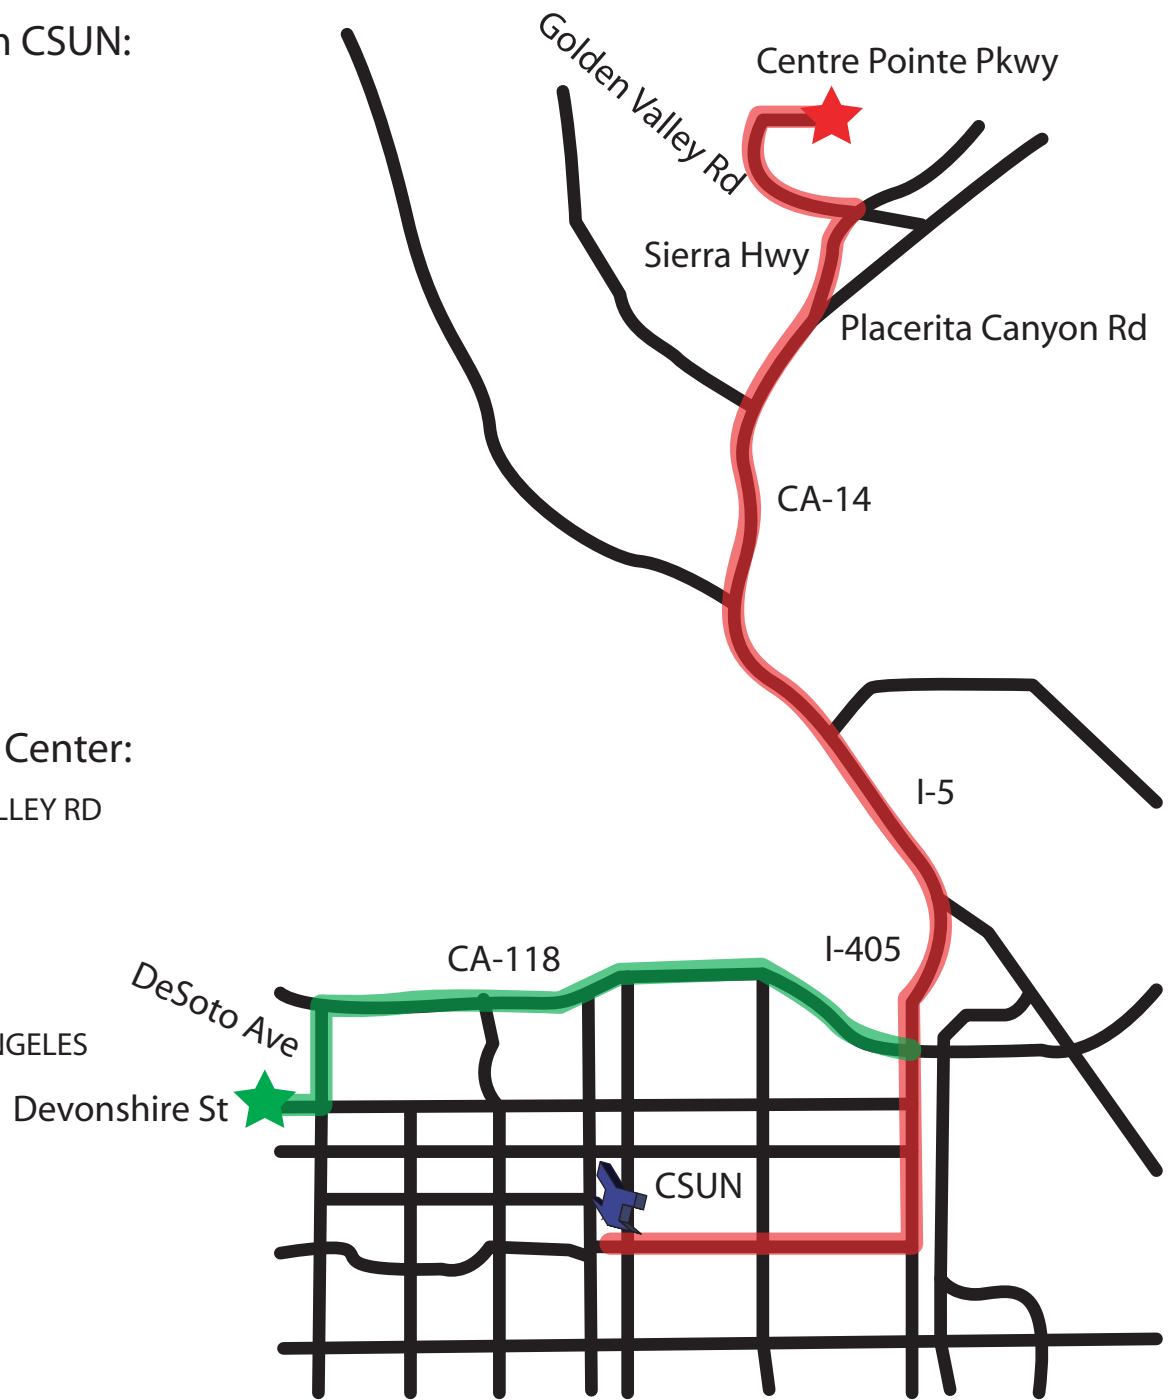 n CSUN:
Golden Valley Rd
Centre Pointe Pkwy
Sierra Hwy
Placerita Canyon Rd
CA-14
Center:
LLEY RD
I-5
CA-118
I-405
DeSoto Ave
NGELES
Devonshire St
CSUN